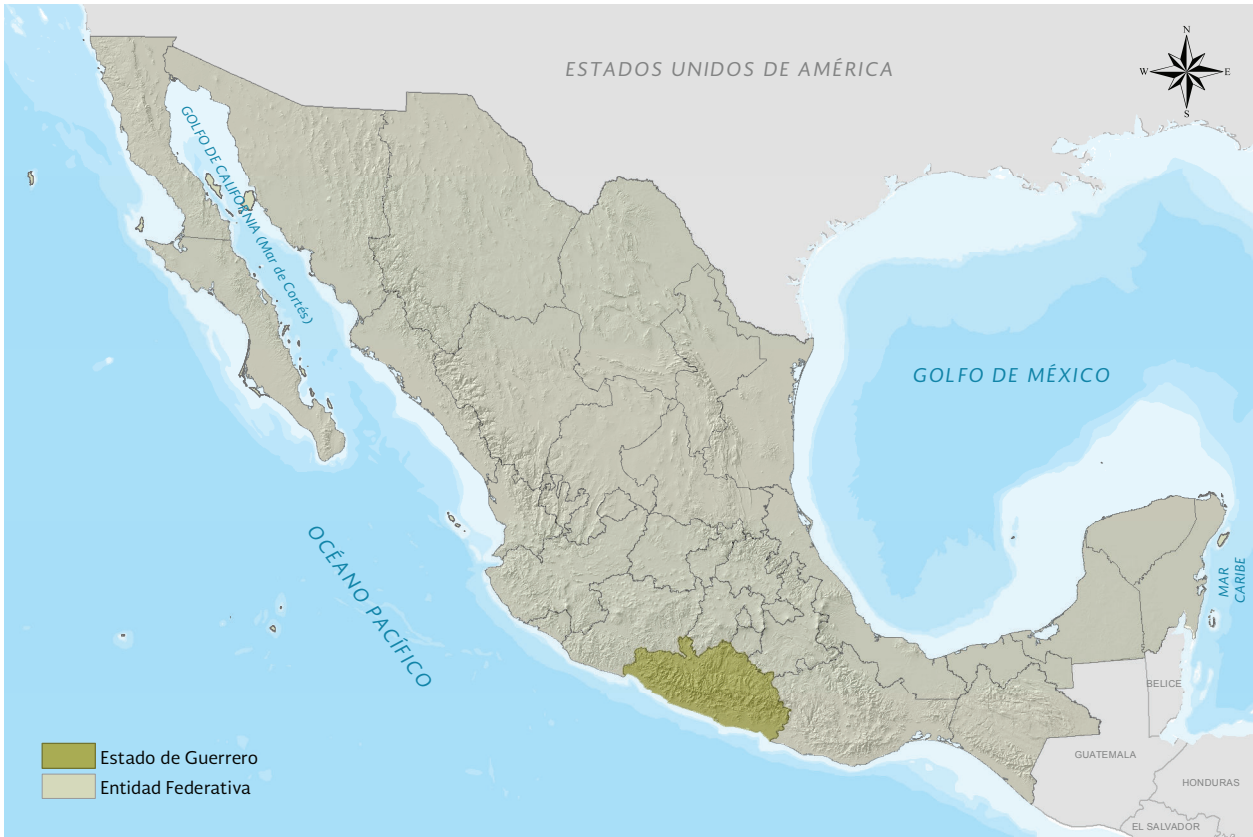 N
W
E
S
ESTADOS UNIDOS DE AMÉRICA
GOLFO DE CALIFORNIA (Mar de Cortés)
GOLFO DE MÉXICO
OCÉANO PACÍFICO
MAR
CARIBE
BELICE
GUATEMALA
HONDURAS
EL SALVADOR
Estado de Guerrero
Entidad Federativa